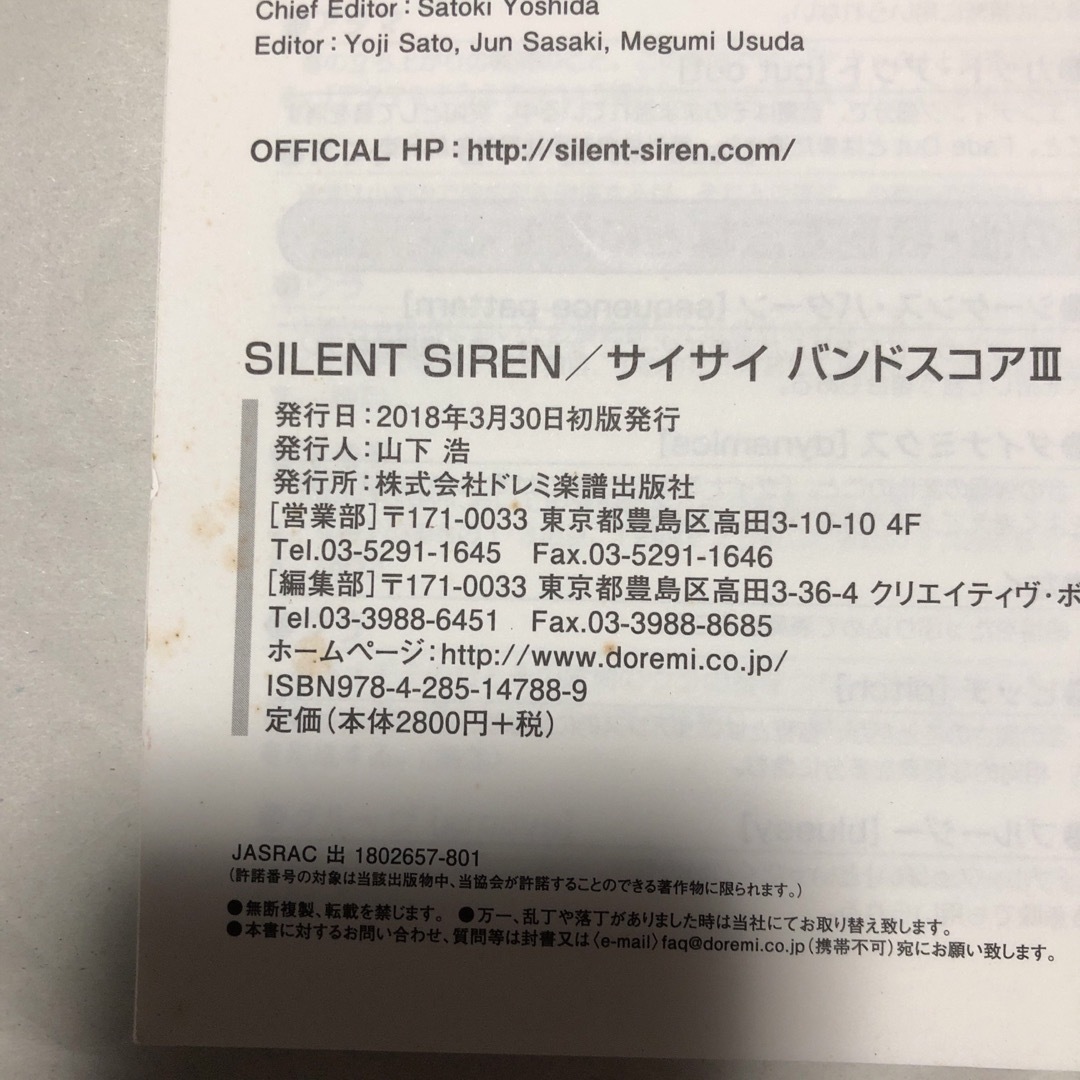 Chief Editor : Satoki Yoshida
Editor : Yoji Sato, Jun Sasaki, Megumi Usuda
OFFICIAL HP : http://silent-siren.com/
SILENT SIREN/サイサイ バンドスコアⅢ
発行日:2018年3月30日初版発行
発行人:山下 浩
発行所:株式会社ドレミ楽譜出版社
[営業部]〒171-0033 東京都豊島区高田3-10-10 4F
Tel.03-5291-1645 Fax.03-5291-1646
[編集部]〒171-0033 東京都豊島区高田3-36-4 クリエイティヴ・ボ
Tel.03-3988-6451 Fax.03-3988-8685
ホームページ:http://www.doremi.co.jp/
ISBN978-4-285-14788-9
定価(本体2800円+税)
JASRAC 出 1802657-801
(許諾番号の対象は当該出版物中、当協会が許諾することのできる著作物に限られます。)
●無断複製、転載を禁じます。 ●万一、乱丁や落丁がありました時は当社にてお取り替え致します。
●本書に対するお問い合わせ、質問等は封書又は〈e-mail〉faq@doremi.co.jp(携帯不可)宛にお願い致します。